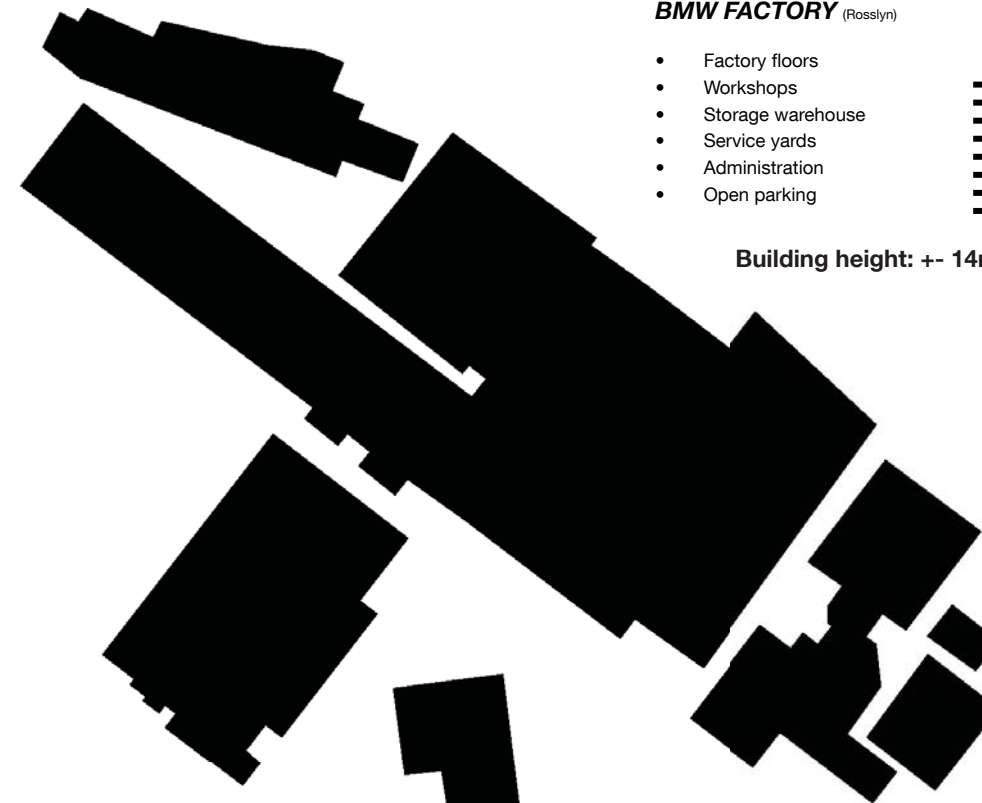 BMW FACTORY (Rosslyn)
• Factory floors
• Workshops
• Storage warehouse
• Service yards
• Administration
• Open parking
Building height: +- 14